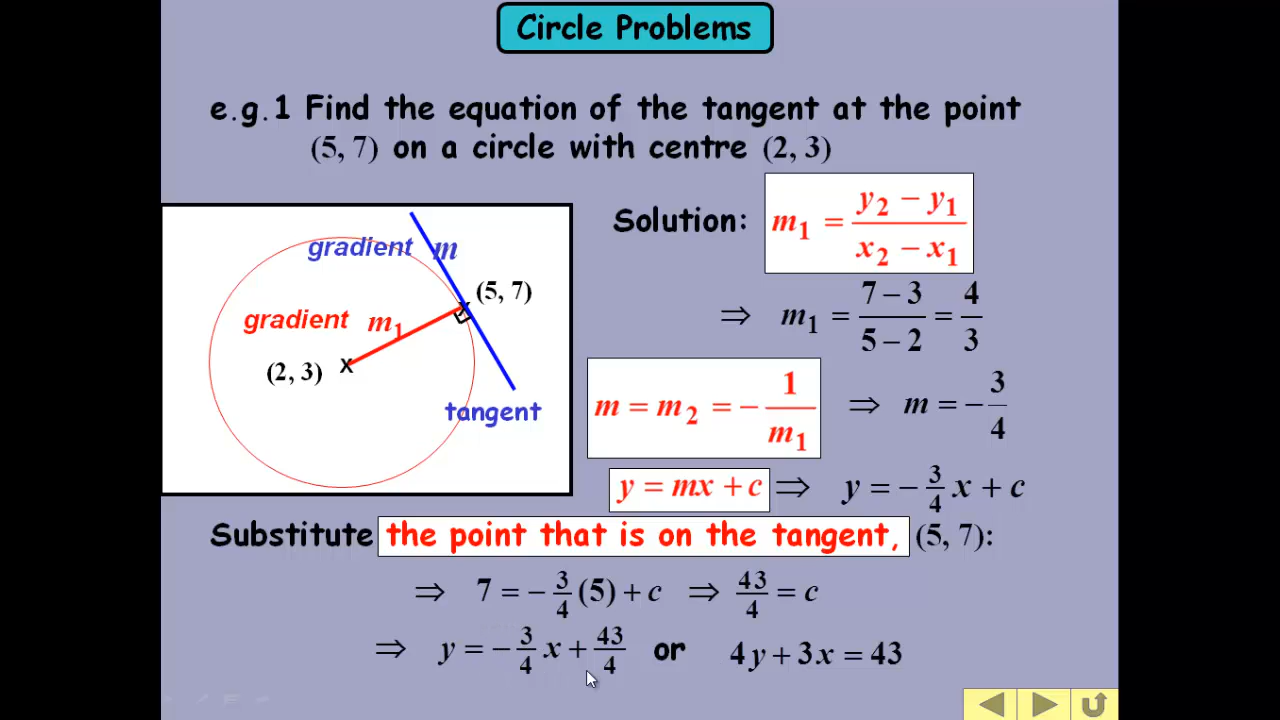 Circle Problems
e.g.1 Find the equation of the tangent at the point
(5, 7) on a circle with centre (2, 3)
Solution: m₁ = (y₂ − y₁)/(x₂ − x₁)
gradient m
(5, 7)
gradient m₁
(2, 3) x
x
tangent
⇒ m₁ = (7 − 3)/(5 − 2) = 4/3
m = m₂ = − 1/m₁ ⇒ m = − 3/4
y = mx + c ⇒ y = − 3/4 x + c
Substitute the point that is on the tangent, (5, 7):
⇒ 7 = − 3/4 (5) + c ⇒ 43/4 = c
⇒ y = − 3/4 x + 43/4 or 4y + 3x = 43